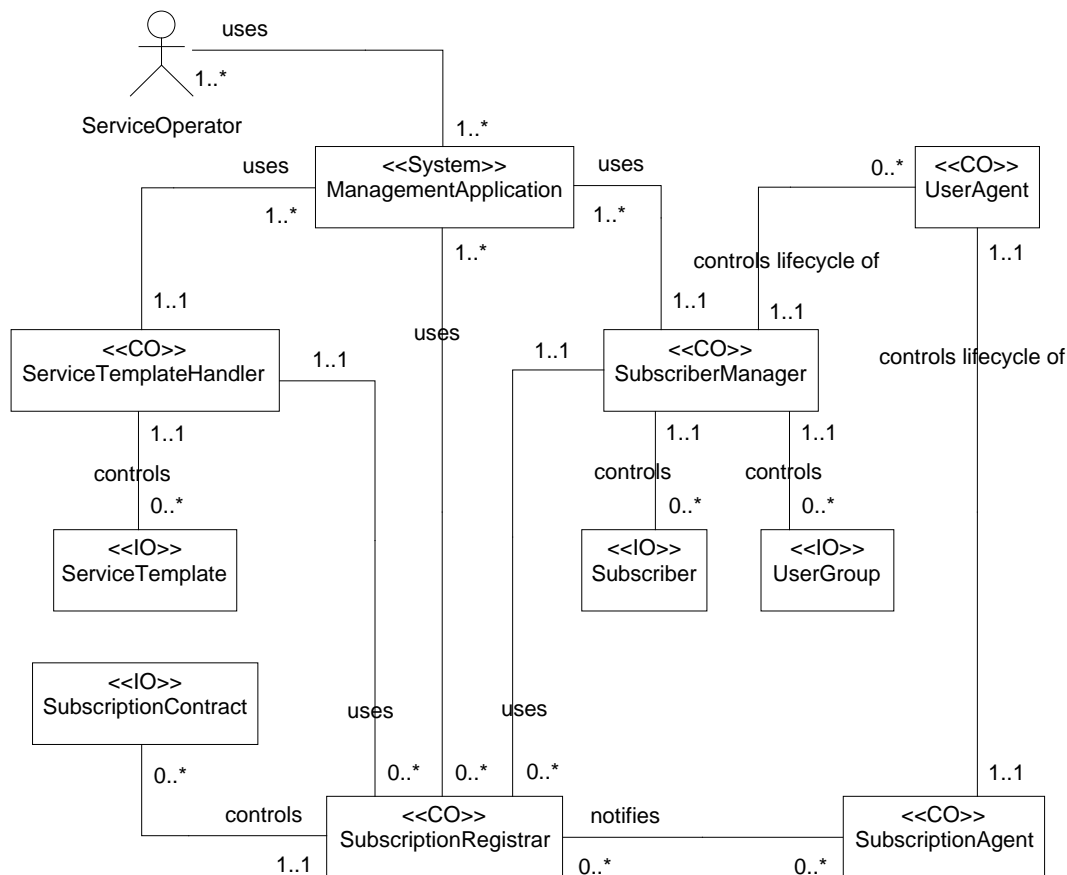 uses
1..*
ServiceOperator
1..*
uses
<<System>>
ManagementApplication
uses
0..*
<<CO>>
UserAgent
1..*
1..*
1..*
1..1
controls lifecycle of
1..1
1..1
1..1
uses
<<CO>>
ServiceTemplateHandler
1..1
1..1
<<CO>>
SubscriberManager
controls lifecycle of
1..1
1..1
1..1
controls
controls
controls
0..*
0..*
0..*
<<IO>>
ServiceTemplate
<<IO>>
Subscriber
<<IO>>
UserGroup
<<IO>>
SubscriptionContract
uses
uses
0..*
0..*
0..*
0..*
1..1
controls
<<CO>>
SubscriptionRegistrar
notifies
<<CO>>
SubscriptionAgent
1..1
0..*
0..*